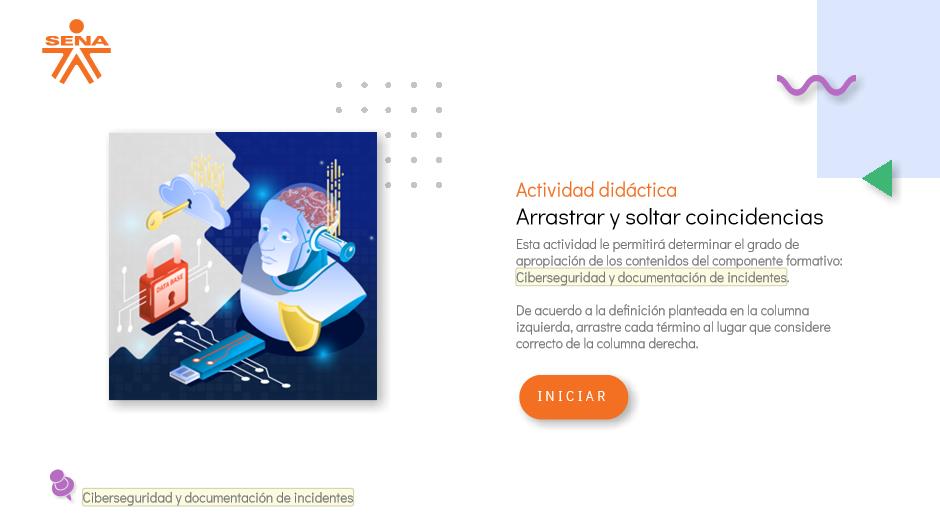 SENA
DATA BASE
Actividad didáctica
Arrastrar y soltar coincidencias
Esta actividad le permitirá determinar el grado de
apropiación de los contenidos del componente formativo:
Ciberseguridad y documentación de incidentes.
De acuerdo a la definición planteada en la columna
izquierda, arrastre cada término al lugar que considere
correcto de la columna derecha.
INICIAR
Ciberseguridad y documentación de incidentes